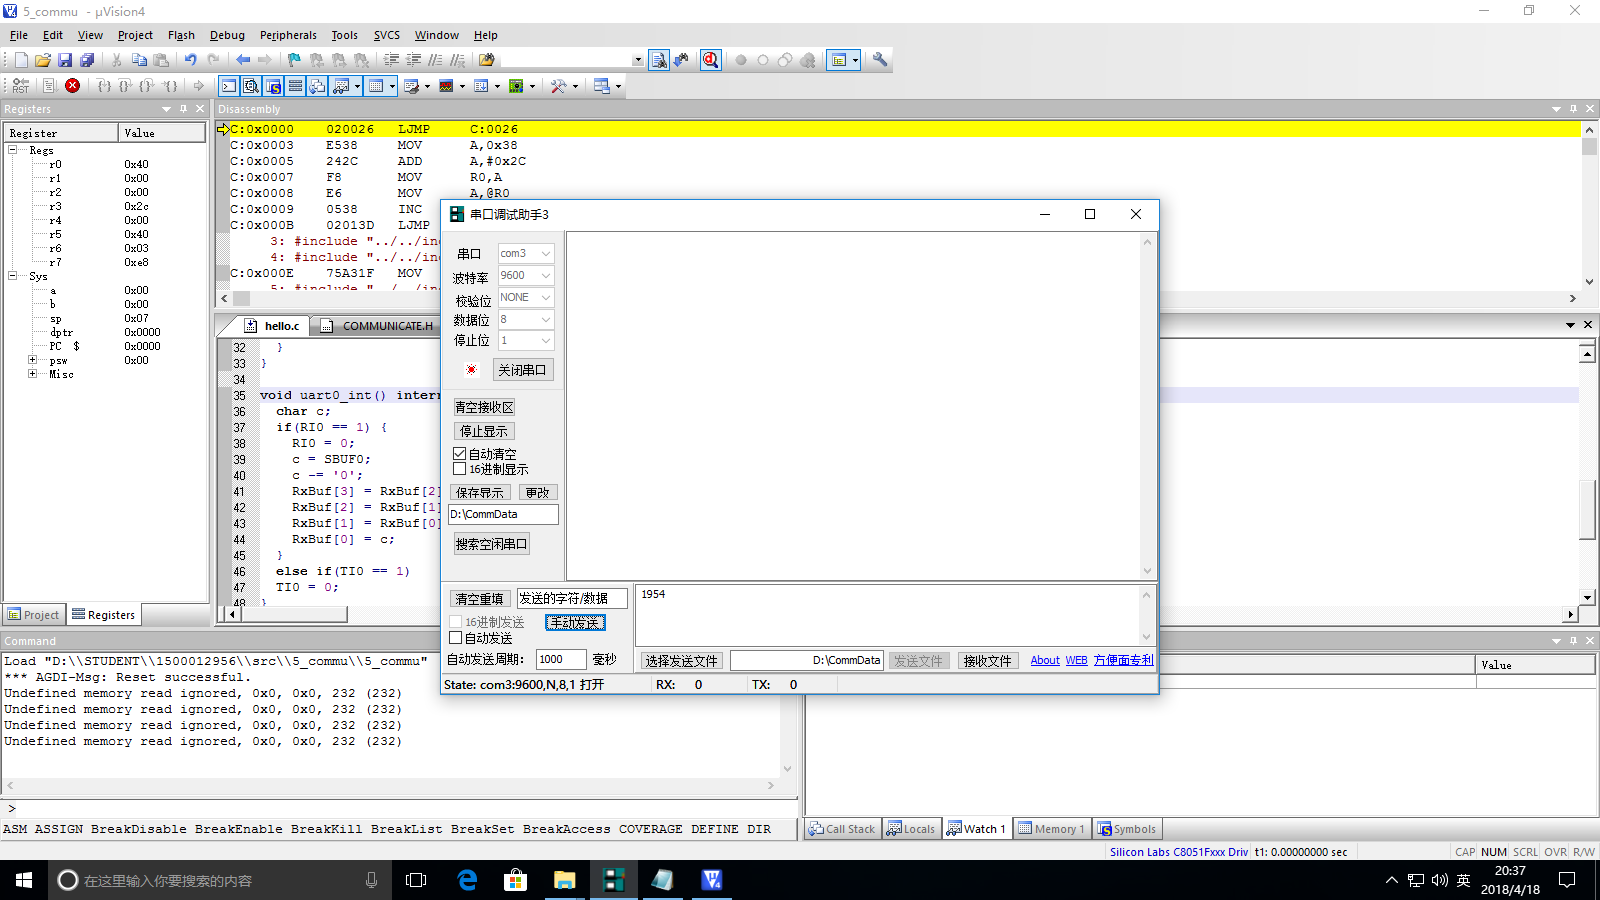 5_commu - µVision4
File Edit View Project Flash Debug Peripherals Tools SVCS Window Help
Registers
Register Value
Regs
r0 0x40
r1 0x00
r2 0x00
r3 0x2c
r4 0x00
r5 0x40
r6 0x03
r7 0xe8
Sys
a 0x00
b 0x00
sp 0x07
dptr 0x0000
PC $ 0x0000
psw 0x00
Misc
Project Registers
Disassembly
C:0x0000 020026 LJMP C:0026
C:0x0003 E538 MOV A,0x38
C:0x0005 242C ADD A,#0x2C
C:0x0007 F8 MOV R0,A
C:0x0008 E6 MOV A,@R0
C:0x0009 0538 INC
C:0x000B 02013D LJMP
3: #include "../../inc
4: #include "../../inc
C:0x000E 75A31F MOV
5: #include "../../inc
hello.c COMMUNICATE.H
32 }
33 }
34
35 void uart0_int() interr
36 char c;
37 if(RI0 == 1) {
38 RI0 = 0;
39 c = SBUF0;
40 c -= '0';
41 RxBuf[3] = RxBuf[2]
42 RxBuf[2] = RxBuf[1]
43 RxBuf[1] = RxBuf[0]
44 RxBuf[0] = c;
45 }
46 else if(TI0 == 1)
47 TI0 = 0;
48 }
串口调试助手3
串口 com3
波特率 9600
校验位 NONE
数据位 8
停止位 1
关闭串口
清空接收区
停止显示
自动清空
16进制显示
保存显示 更改
D:\CommData
搜索空闲串口
清空重填 发送的字符/数据
16进制发送 手动发送
自动发送
自动发送周期: 1000 毫秒
1954
选择发送文件 D:\CommData 发送文件 接收文件 About WEB 方便面专利
State: com3:9600,N,8,1 打开 RX: 0 TX: 0
Command
Load "D:\\STUDENT\\1500012956\\src\\5_commu\\5_commu"
*** AGDI-Msg: Reset successful.
Undefined memory read ignored, 0x0, 0x0, 232 (232)
Undefined memory read ignored, 0x0, 0x0, 232 (232)
Undefined memory read ignored, 0x0, 0x0, 232 (232)
Undefined memory read ignored, 0x0, 0x0, 232 (232)
>
ASM ASSIGN BreakDisable BreakEnable BreakKill BreakList BreakSet BreakAccess COVERAGE DEFINE DIR
Value
Call Stack Locals Watch 1 Memory 1 Symbols
Silicon Labs C8051Fxxx Driv t1: 0.00000000 sec CAP NUM SCRL OVR R/W
在这里输入你要搜索的内容
英
20:37
2018/4/18